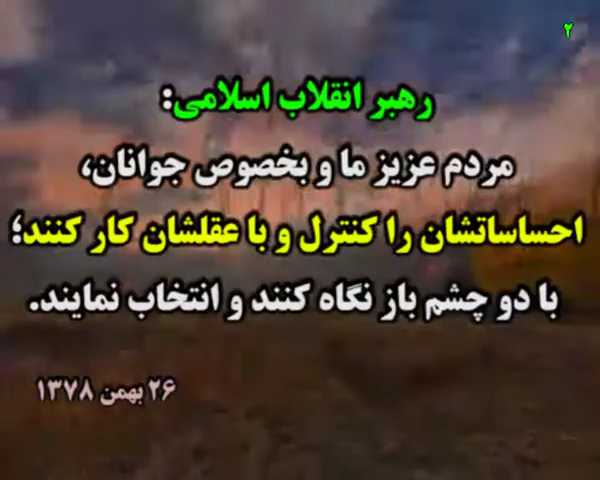 ۲
رهبر انقلاب اسلامی:
مردم عزیز ما و بخصوص جوانان،
احساساتشان را کنترل و با عقلشان کار کنند؛
با دو چشم باز نگاه کنند و انتخاب نمایند.
۲۶ بهمن ۱۳۷۸